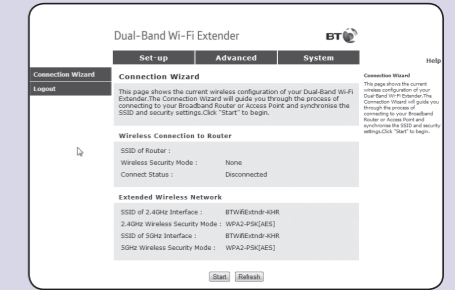 Dual-Band Wi-Fi Extender
BT
Set-up Advanced System
Help
Connection Wizard
Logout
Connection Wizard
This page shows the current wireless configuration of your Dual-Band Wi-Fi
Extender.The Connection Wizard will guide you through the process of
connecting to your Broadband Router or Access Point and synchronise the
SSID and security settings.Click "Start" to begin.
Wireless Connection to Router
SSID of Router :
Wireless Security Mode : None
Connect Status : Disconnected
Extended Wireless Network
SSID of 2.4GHz Interface : BTWifiExtndr-KHR
2.4GHz Wireless Security Mode : WPA2-PSK[AES]
SSID of 5GHz Interface : BTWifiExtndr-KHR
5GHz Wireless Security Mode : WPA2-PSK[AES]
Start Refresh
Connection Wizard
This page shows the current
wireless configuration of your
Dual-Band Wi-Fi Extender.The
Connection Wizard will guide you
through the process of
connecting to your Broadband
Router or Access Point and
synchronise the SSID and security
settings.Click "Start" to begin.